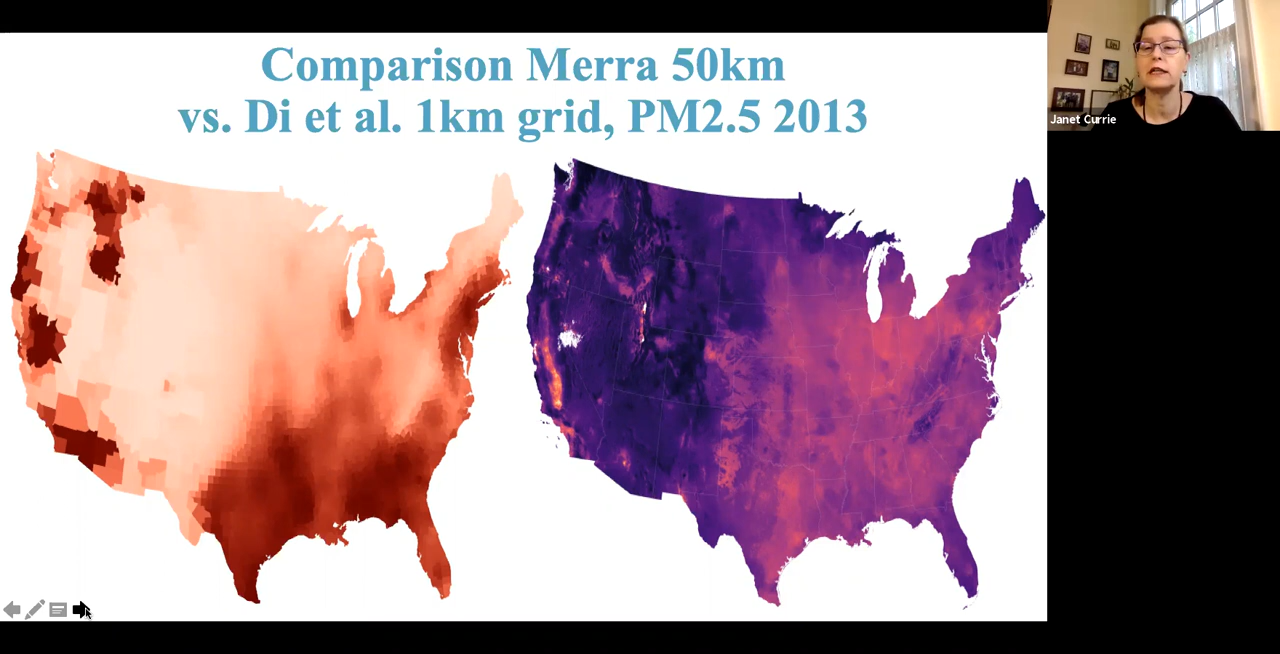 Comparison Merra 50km
vs. Di et al. 1km grid, PM2.5 2013
Janet Currie